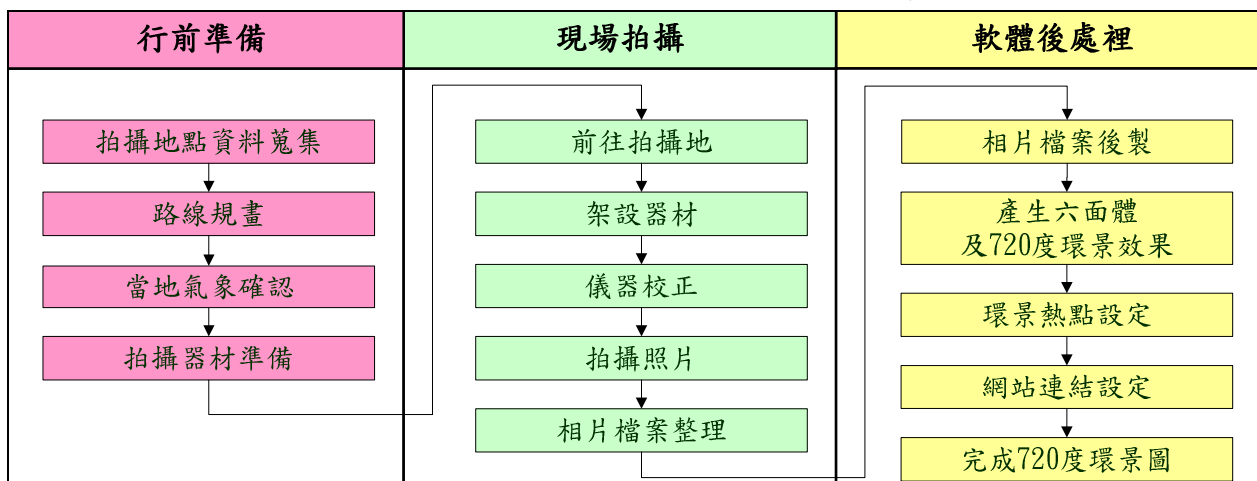 行前準備
現場拍攝
軟體後處裡
拍攝地點資料蒐集
路線規畫
當地氣象確認
拍攝器材準備
前往拍攝地
架設器材
儀器校正
拍攝照片
相片檔案整理
相片檔案後製
產生六面體
及720度環景效果
環景熱點設定
網站連結設定
完成720度環景圖